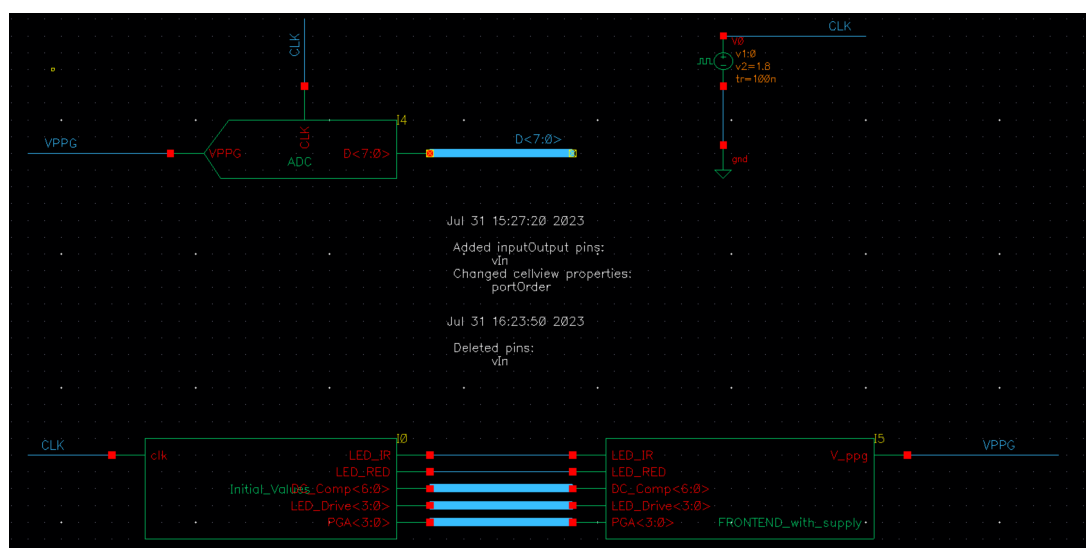 CLK
CLK
V0
v1:0
v2=1.8
tr=100n
I4
VPPG
CLK
D<7:0>
VPPG
ADC
D<7:0>
gnd
Jul 31 15:27:20 2023
Added inputOutput pins:
vIn
Changed cellview properties:
portOrder
Jul 31 16:23:50 2023
Deleted pins:
vIn
I0
I5
CLK
clk
LED_IR
LED_IR
V_ppg
VPPG
LED_RED
LED_RED
Initial_Values
DC_Comp<6:0>
DC_Comp<6:0>
LED_Drive<3:0>
LED_Drive<3:0>
PGA<3:0>
PGA<3:0>
FRONTEND_with_supply